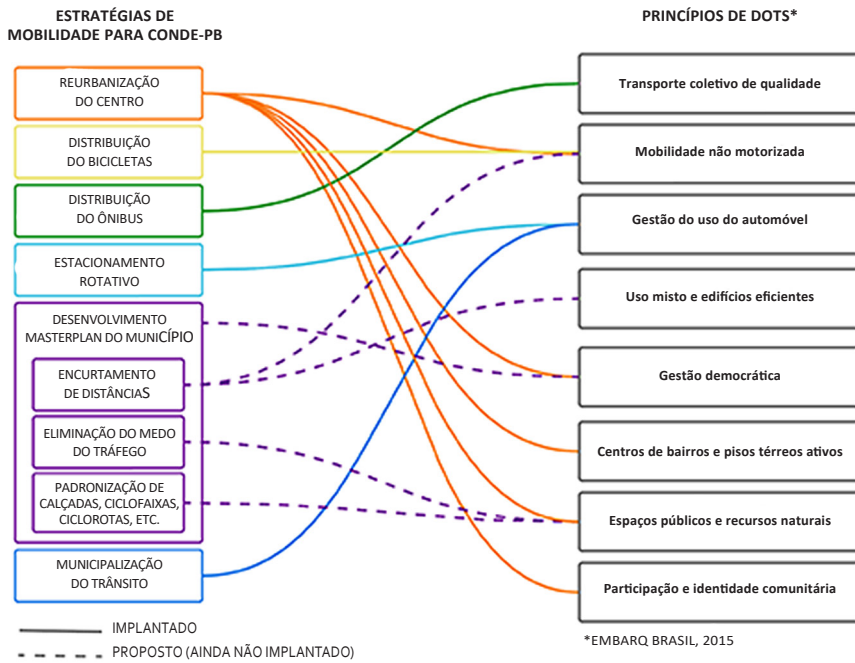 ESTRATÉGIAS DE
MOBILIDADE PARA CONDE-PB
REURBANIZAÇÃO
DO CENTRO
DISTRIBUIÇÃO
DO BICICLETAS
DISTRIBUIÇÃO
DO ÔNIBUS
ESTACIONAMENTO
ROTATIVO
DESENVOLVIMENTO
MASTERPLAN DO MUNICÍPIO
ENCURTAMENTO
DE DISTÂNCIAS
ELIMINAÇÃO DO MEDO
DO TRÁFEGO
PADRONIZAÇÃO DE
CALÇADAS, CICLOFAIXAS,
CICLOROTAS, ETC.
MUNICIPALIZAÇÃO
DO TRÂNSITO
IMPLANTADO
PROPOSTO (AINDA NÃO IMPLANTADO)
PRINCÍPIOS DE DOTS*
Transporte coletivo de qualidade
Mobilidade não motorizada
Gestão do uso do automóvel
Uso misto e edifícios eficientes
Gestão democrática
Centros de bairros e pisos térreos ativos
Espaços públicos e recursos naturais
Participação e identidade comunitária
*EMBARQ BRASIL, 2015